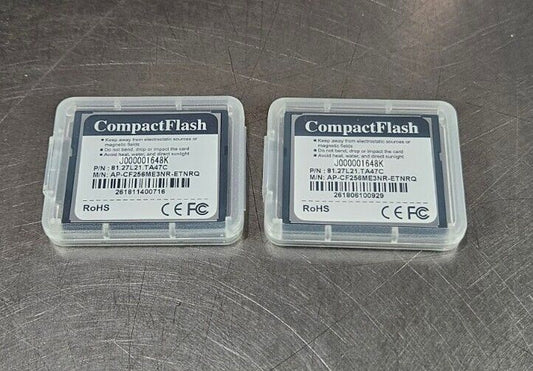 CompactFlash
• Keep away from electrostatic sources or
magnetic fields
• Do not bend, drop or impact the card
• Avoid heat, water, and direct sunlight
J000001648K
P/N : 81.27L21.TA47C
M/N: AP-CF256ME3NR-ETNRQ
261811400716
RoHS CE FC
CompactFlash
• Keep away from electrostatic sources or
magnetic fields
• Do not bend, drop or impact the card
• Avoid heat, water, and direct sunlight
J000001648K
P/N : 81.27L21.TA47C
M/N: AP-CF256ME3NR-ETNRQ
261806100929
RoHS CE FC